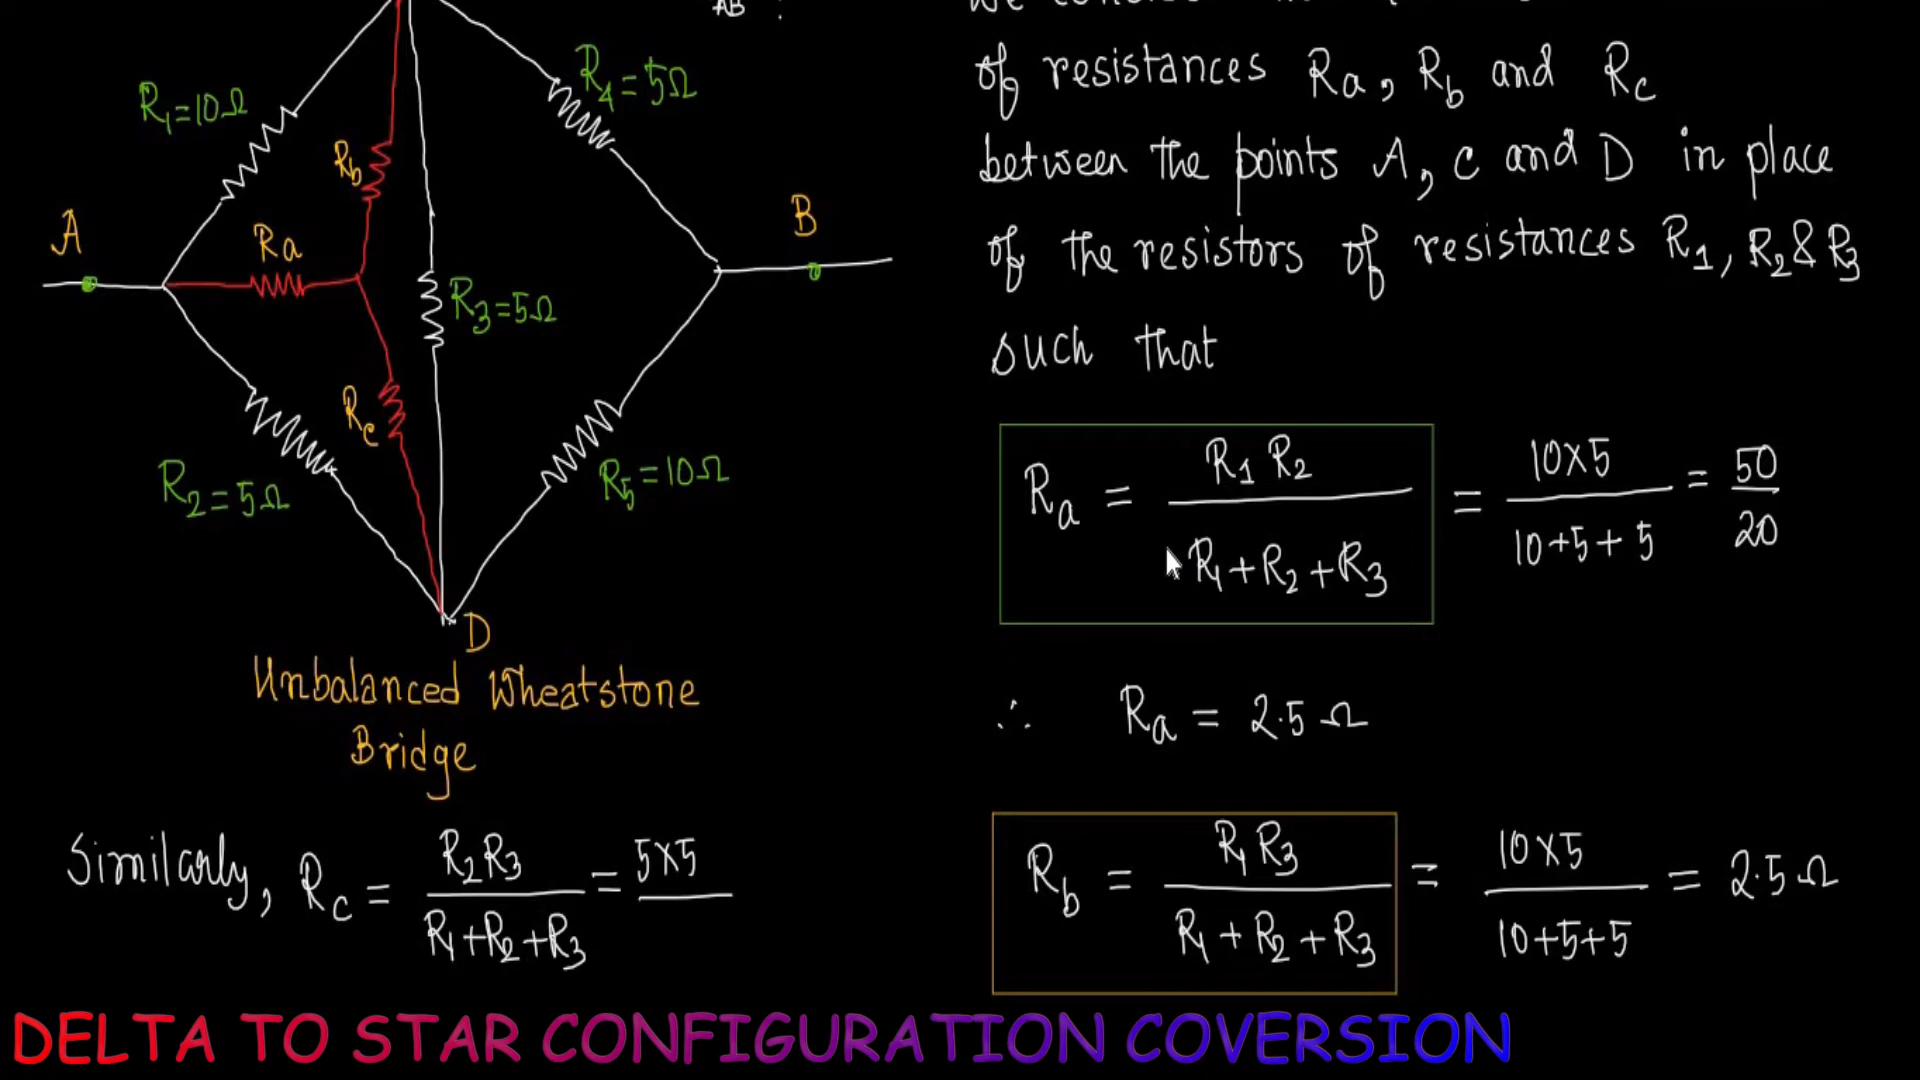 AB ?
of resistances Ra, Rb and Rc
between the points A, C and D in place
of the resistors of resistances R1, R2 & R3
such that
R1=10Ω
R4=5Ω
Rb
A
Ra
B
R3=5Ω
Rc
R2=5Ω
R5=10Ω
D
Unbalanced Wheatstone
Bridge
Ra = R1 R2 / R1+R2+R3 = 10×5 / 10+5+5 = 50/20
∴ Ra = 2.5 Ω
Rb = R1 R3 / R1+R2+R3 = 10×5 / 10+5+5 = 2.5 Ω
Similarly, Rc = R2R3 / R1+R2+R3 = 5×5
DELTA TO STAR CONFIGURATION COVERSION